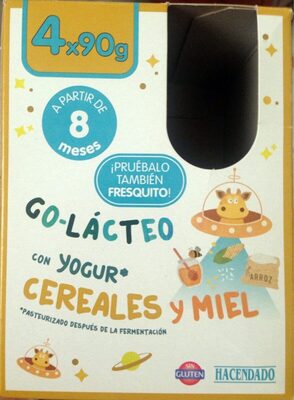 4x90g
A PARTIR DE
8
meses
¡PRUÉBALO
TAMBIÉN
FRESQUITO!
GO-LÁCTEO
CON YOGUR*
CEREALES y MIEL
*PASTEURIZADO DESPUÉS DE LA FERMENTACIÓN
ARROZ
SIN
GLUTEN
HACENDADO